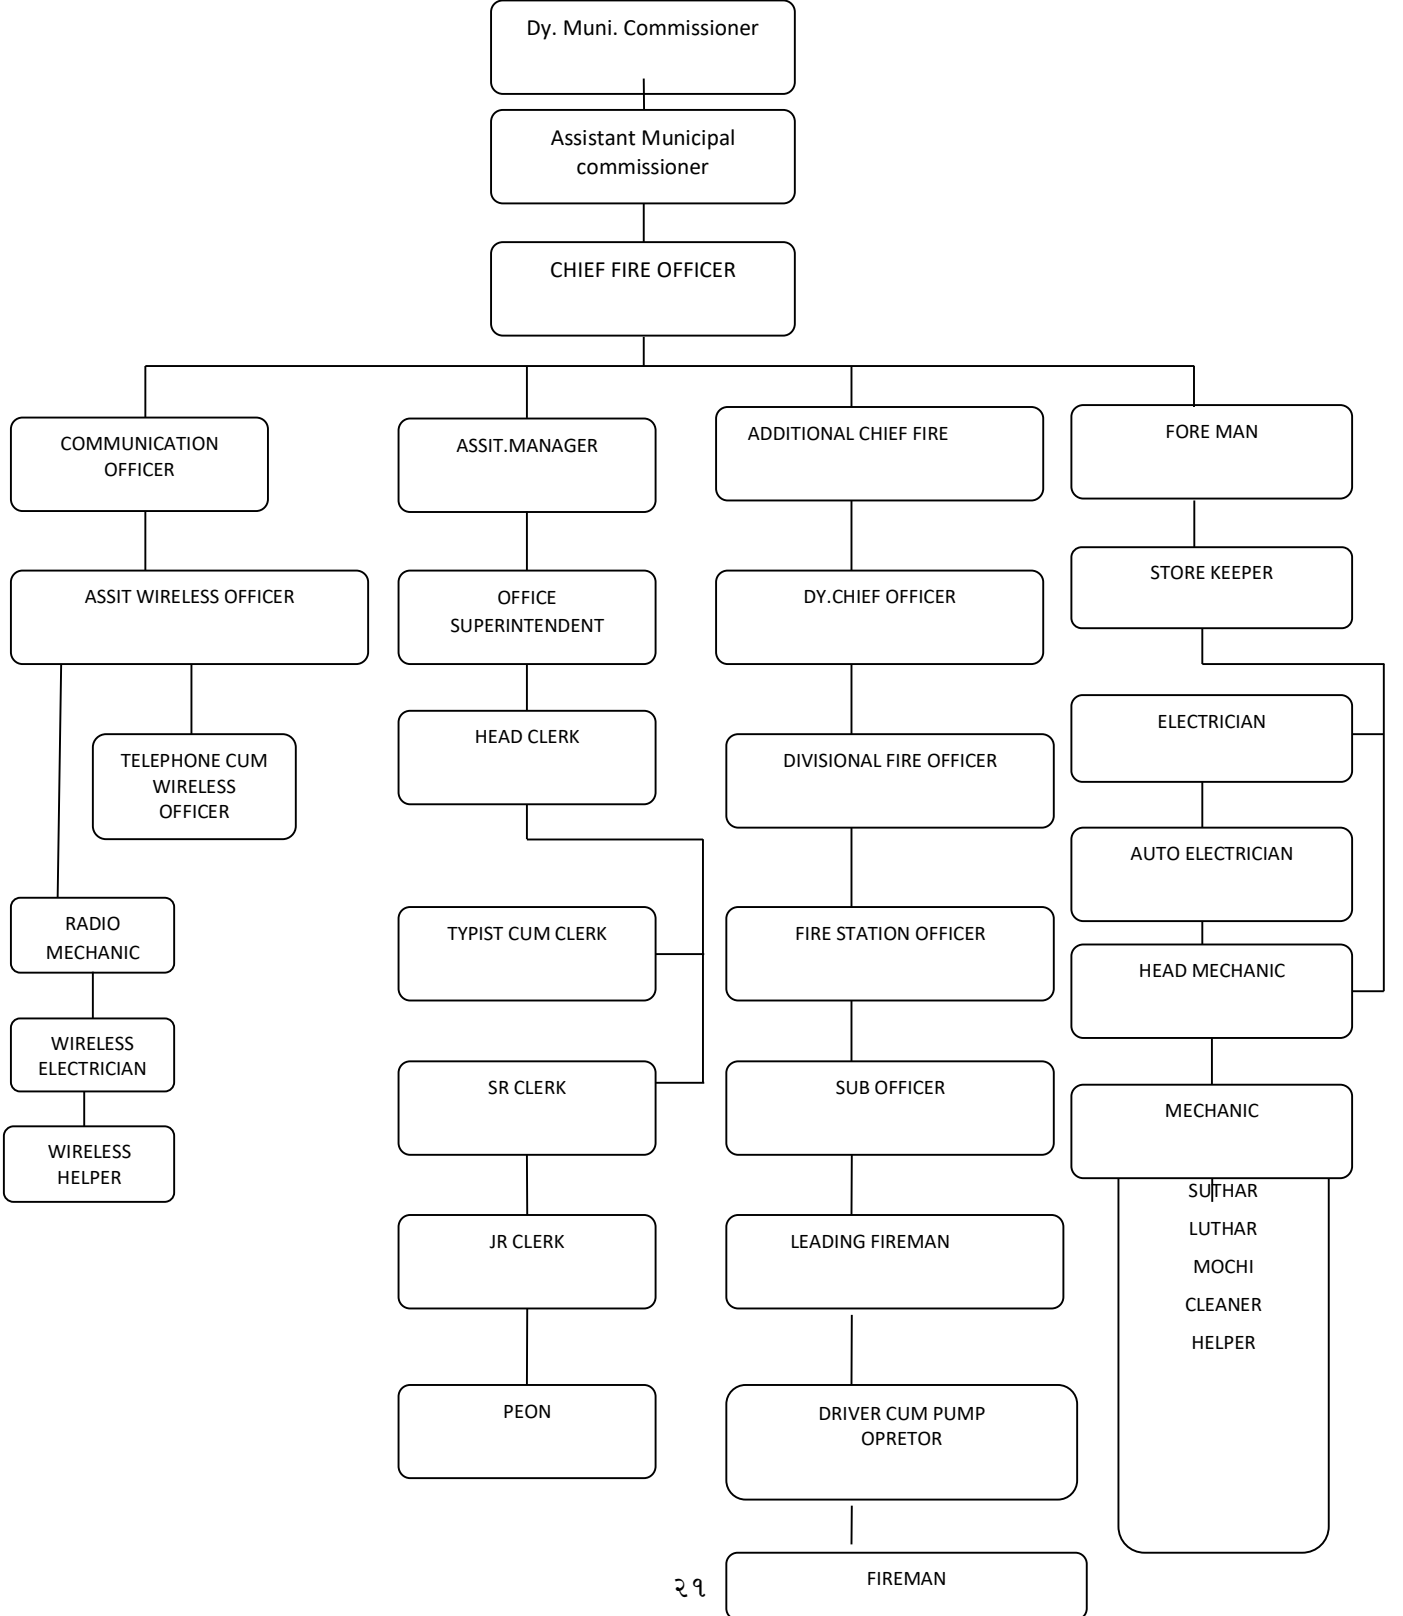 Dy. Muni. Commissioner
Assistant Municipal
commissioner
CHIEF FIRE OFFICER
COMMUNICATION
OFFICER
ASSIT.MANAGER
ADDITIONAL CHIEF FIRE
FORE MAN
ASSIT WIRELESS OFFICER
OFFICE
SUPERINTENDENT
DY.CHIEF OFFICER
STORE KEEPER
TELEPHONE CUM
WIRELESS
OFFICER
HEAD CLERK
DIVISIONAL FIRE OFFICER
ELECTRICIAN
AUTO ELECTRICIAN
RADIO
MECHANIC
TYPIST CUM CLERK
FIRE STATION OFFICER
HEAD MECHANIC
WIRELESS
ELECTRICIAN
SR CLERK
SUB OFFICER
MECHANIC
WIRELESS
HELPER
SUTHAR
LUTHAR
MOCHI
CLEANER
HELPER
JR CLERK
LEADING FIREMAN
PEON
DRIVER CUM PUMP
OPRETOR
FIREMAN
૨૧